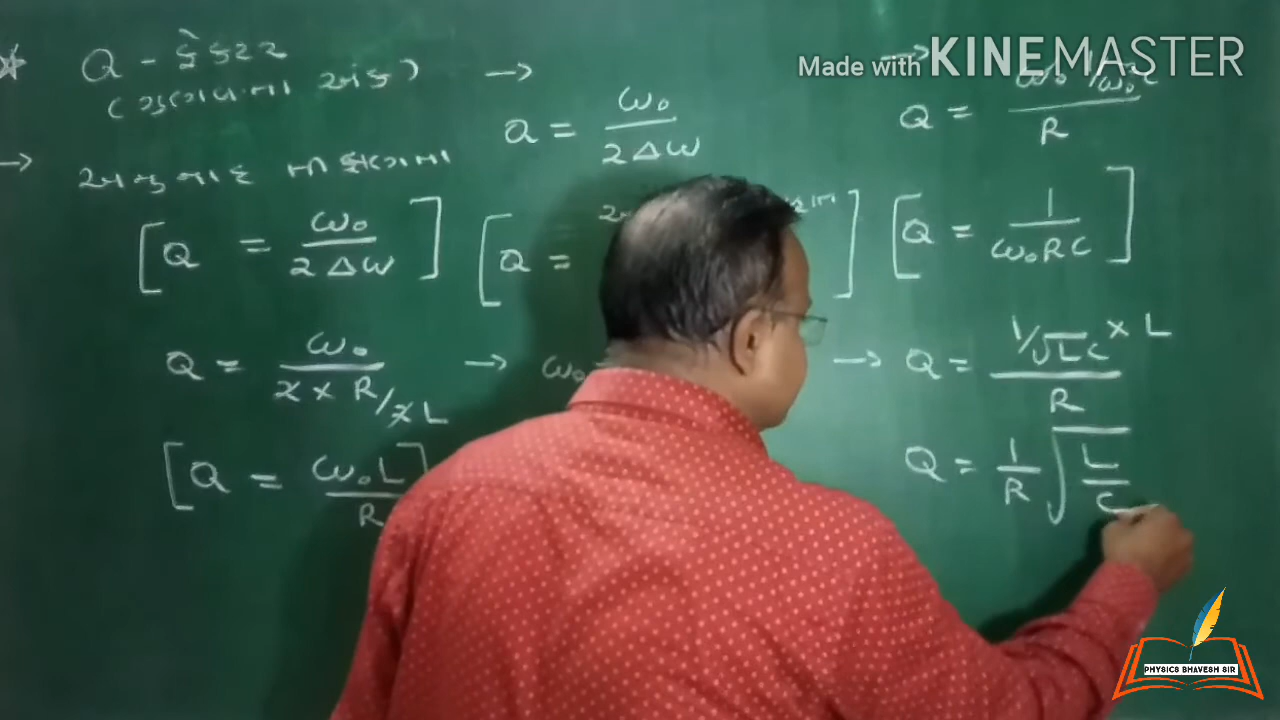 * Q - ફેક્ટર
(ગુણવત્તા અંક) →
Q = ω₀ / 2Δω
→ અનુનાદ ની
[Q = ω₀ / 2Δω]
[Q =
Q = ω₀ / 2 × R/2L
→ ω₀
[Q = ω₀L / R]
→
Q = / R
[Q = 1 / ω₀RC]
→ Q = 1/√LC × L / R
Q = 1/R √L/C
Made with KINEMASTER
PHYSICS BHAVESH SIR